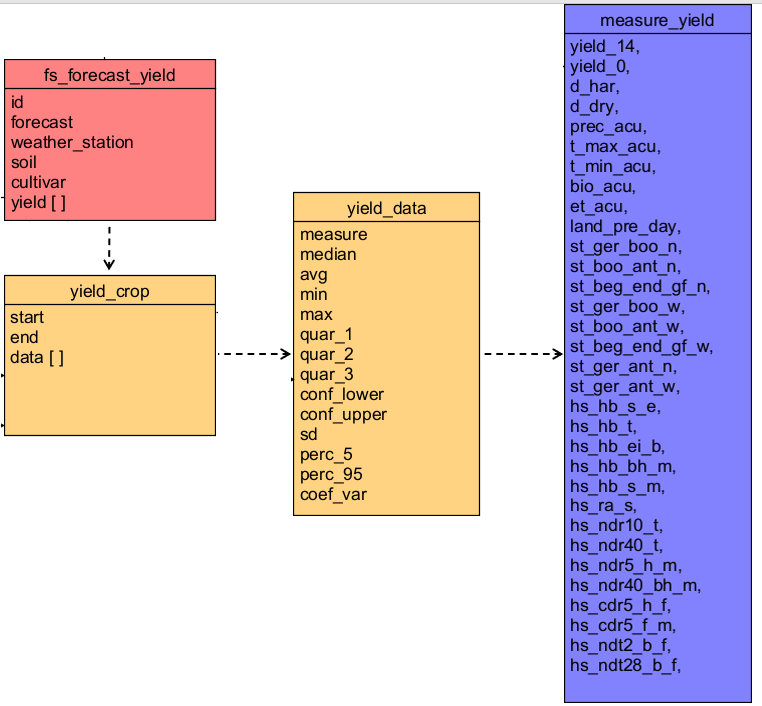 fs_forecast_yield
id
forecast
weather_station
soil
cultivar
yield [ ]
yield_crop
start
end
data [ ]
yield_data
measure
median
avg
min
max
quar_1
quar_2
quar_3
conf_lower
conf_upper
sd
perc_5
perc_95
coef_var
measure_yield
yield_14,
yield_0,
d_har,
d_dry,
prec_acu,
t_max_acu,
t_min_acu,
bio_acu,
et_acu,
land_pre_day,
st_ger_boo_n,
st_boo_ant_n,
st_beg_end_gf_n,
st_ger_boo_w,
st_boo_ant_w,
st_beg_end_gf_w,
st_ger_ant_n,
st_ger_ant_w,
hs_hb_s_e,
hs_hb_t,
hs_hb_ei_b,
hs_hb_bh_m,
hs_hb_s_m,
hs_ra_s,
hs_ndr10_t,
hs_ndr40_t,
hs_ndr5_h_m,
hs_ndr40_bh_m,
hs_cdr5_h_f,
hs_cdr5_f_m,
hs_ndt2_b_f,
hs_ndt28_b_f,